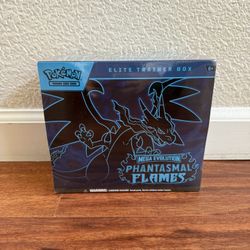 Pokémon
TRADING CARD GAME
ELITE TRAINER BOX
MEGA EVOLUTION
PHANTASMAL
FLAMES
WARNING: